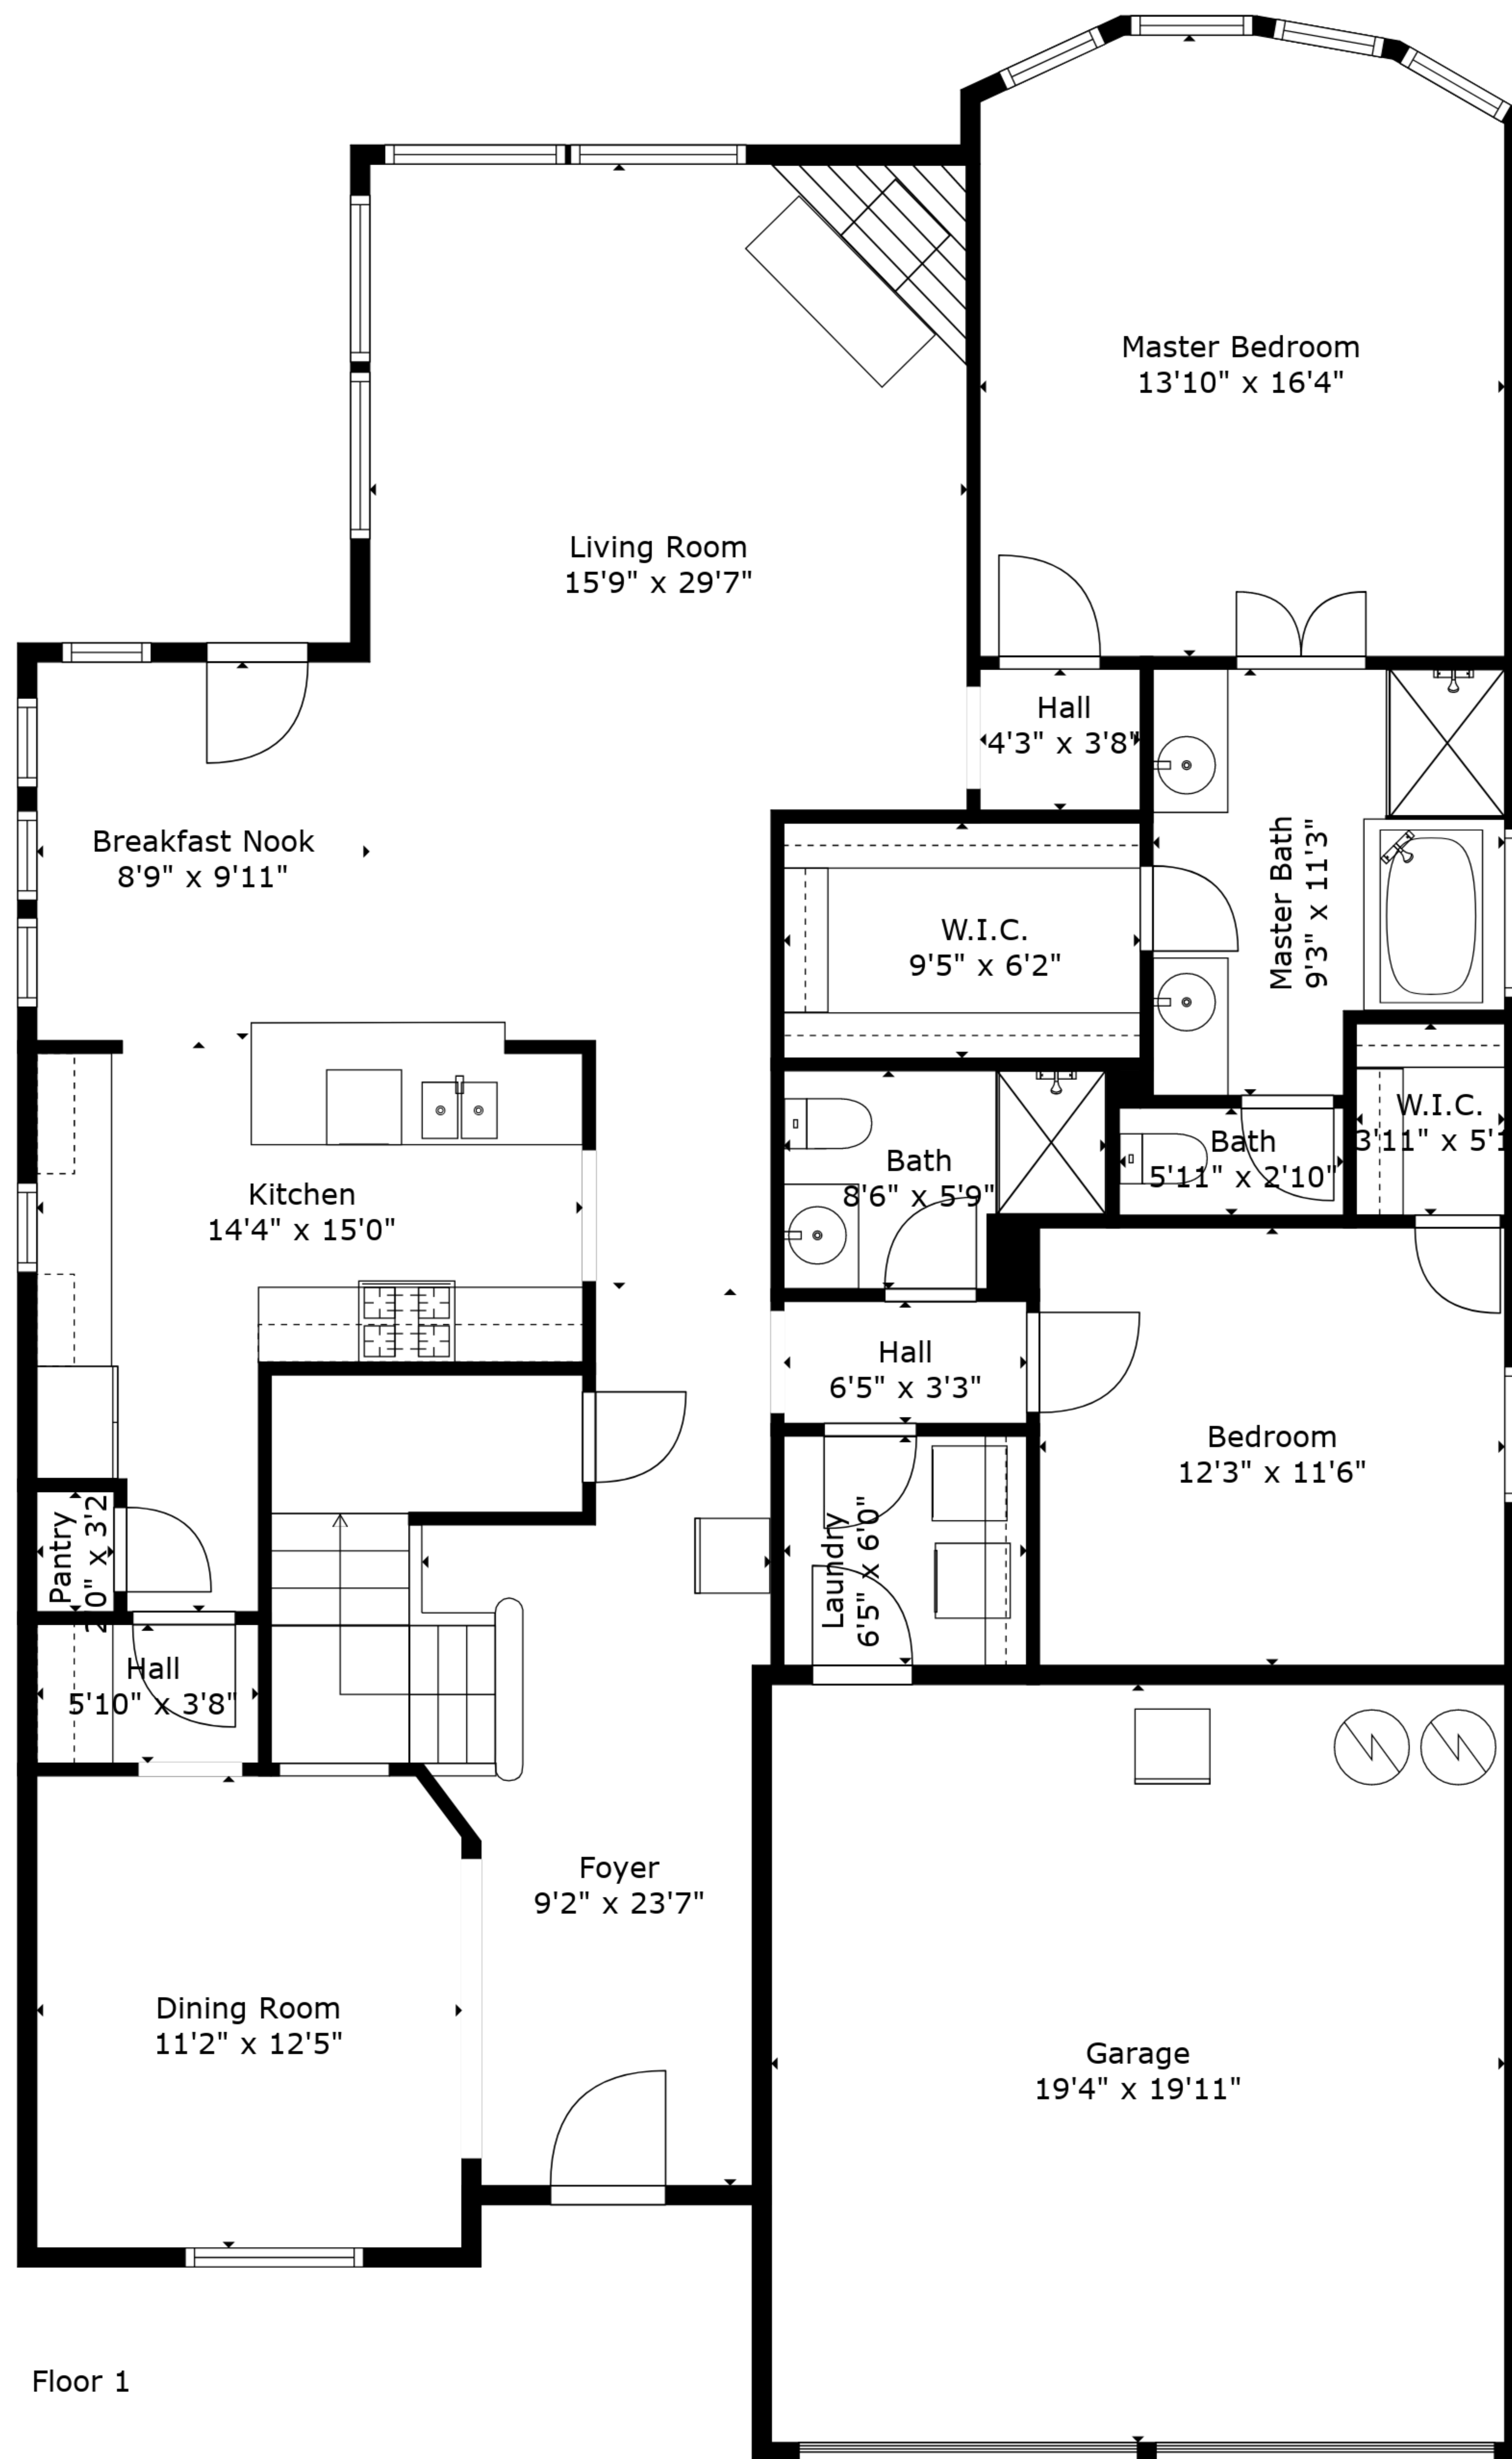 Master Bedroom
13'10" x 16'4"
Living Room
15'9" x 29'7"
Hall
4'3" x 3'8"
Breakfast Nook
8'9" x 9'11"
Master Bath
9'3" x 11'3"
W.I.C.
9'5" x 6'2"
W.I.C.
3'11" x 5'1
Bath
5'11" x 2'10"
Bath
8'6" x 5'9"
Kitchen
14'4" x 15'0"
Hall
6'5" x 3'3"
Bedroom
12'3" x 11'6"
Pantry
x 3'2
Laundry
6'5" x 6'0"
Hall
5'10" x 3'8"
Foyer
9'2" x 23'7"
Dining Room
11'2" x 12'5"
Garage
19'4" x 19'11"
Floor 1